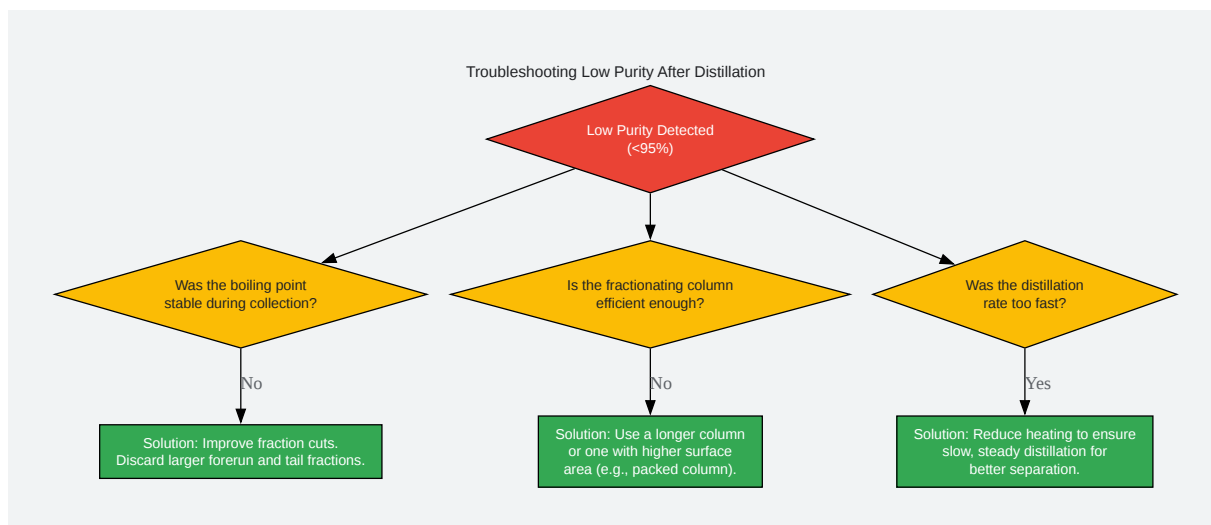 Troubleshooting Low Purity After Distillation
Low Purity Detected
(<95%)
Was the boiling point
stable during collection?
Is the fractionating column
efficient enough?
Was the distillation
rate too fast?
No
No
Yes
Solution: Improve fraction cuts.
Discard larger forerun and tail fractions.
Solution: Use a longer column
or one with higher surface
area (e.g., packed column).
Solution: Reduce heating to ensure
slow, steady distillation for
better separation.